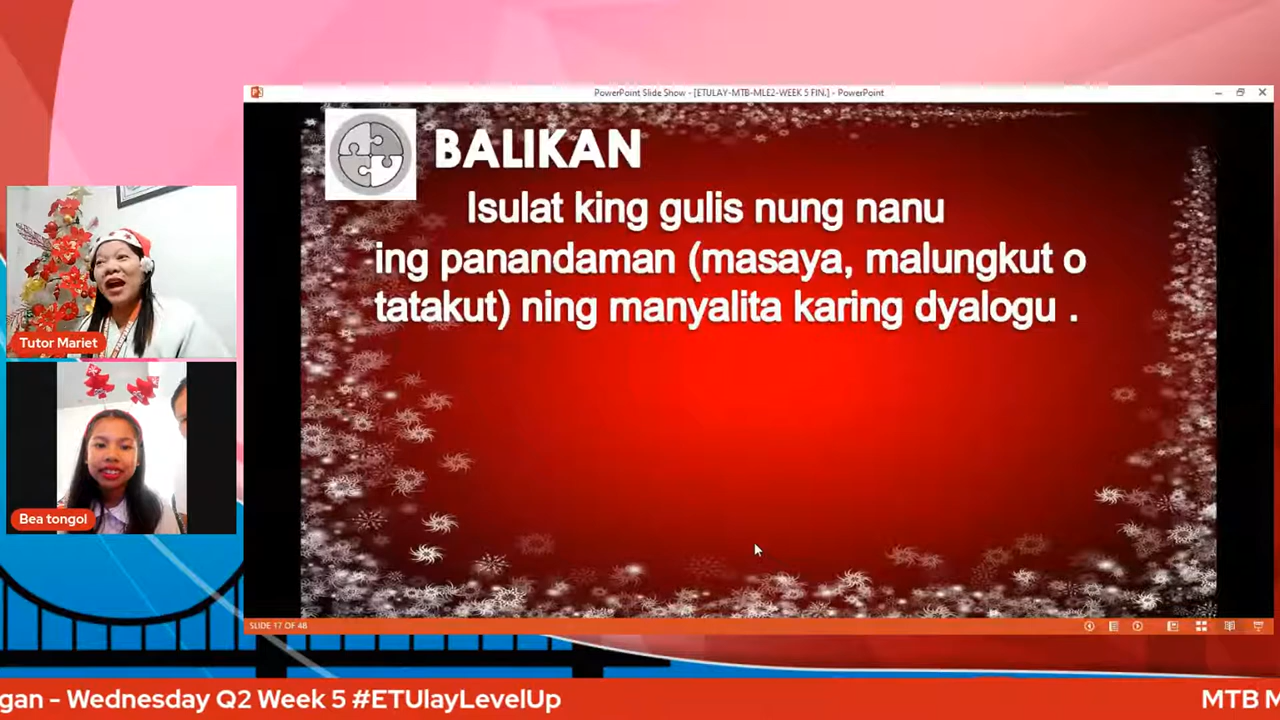 PowerPoint Slide Show - [ETULAY-MTB-MLE2-WEEK 5 FIN.] - PowerPoint
BALIKAN
Isulat king gulis nung nanu
ing panandaman (masaya, malungkut o
tatakut) ning manyalita karing dyalogu .
Tutor Mariet
Bea tongol
SLIDE 17 OF 48
gan - Wednesday Q2 Week 5 #ETUlayLevelUp
MTB M